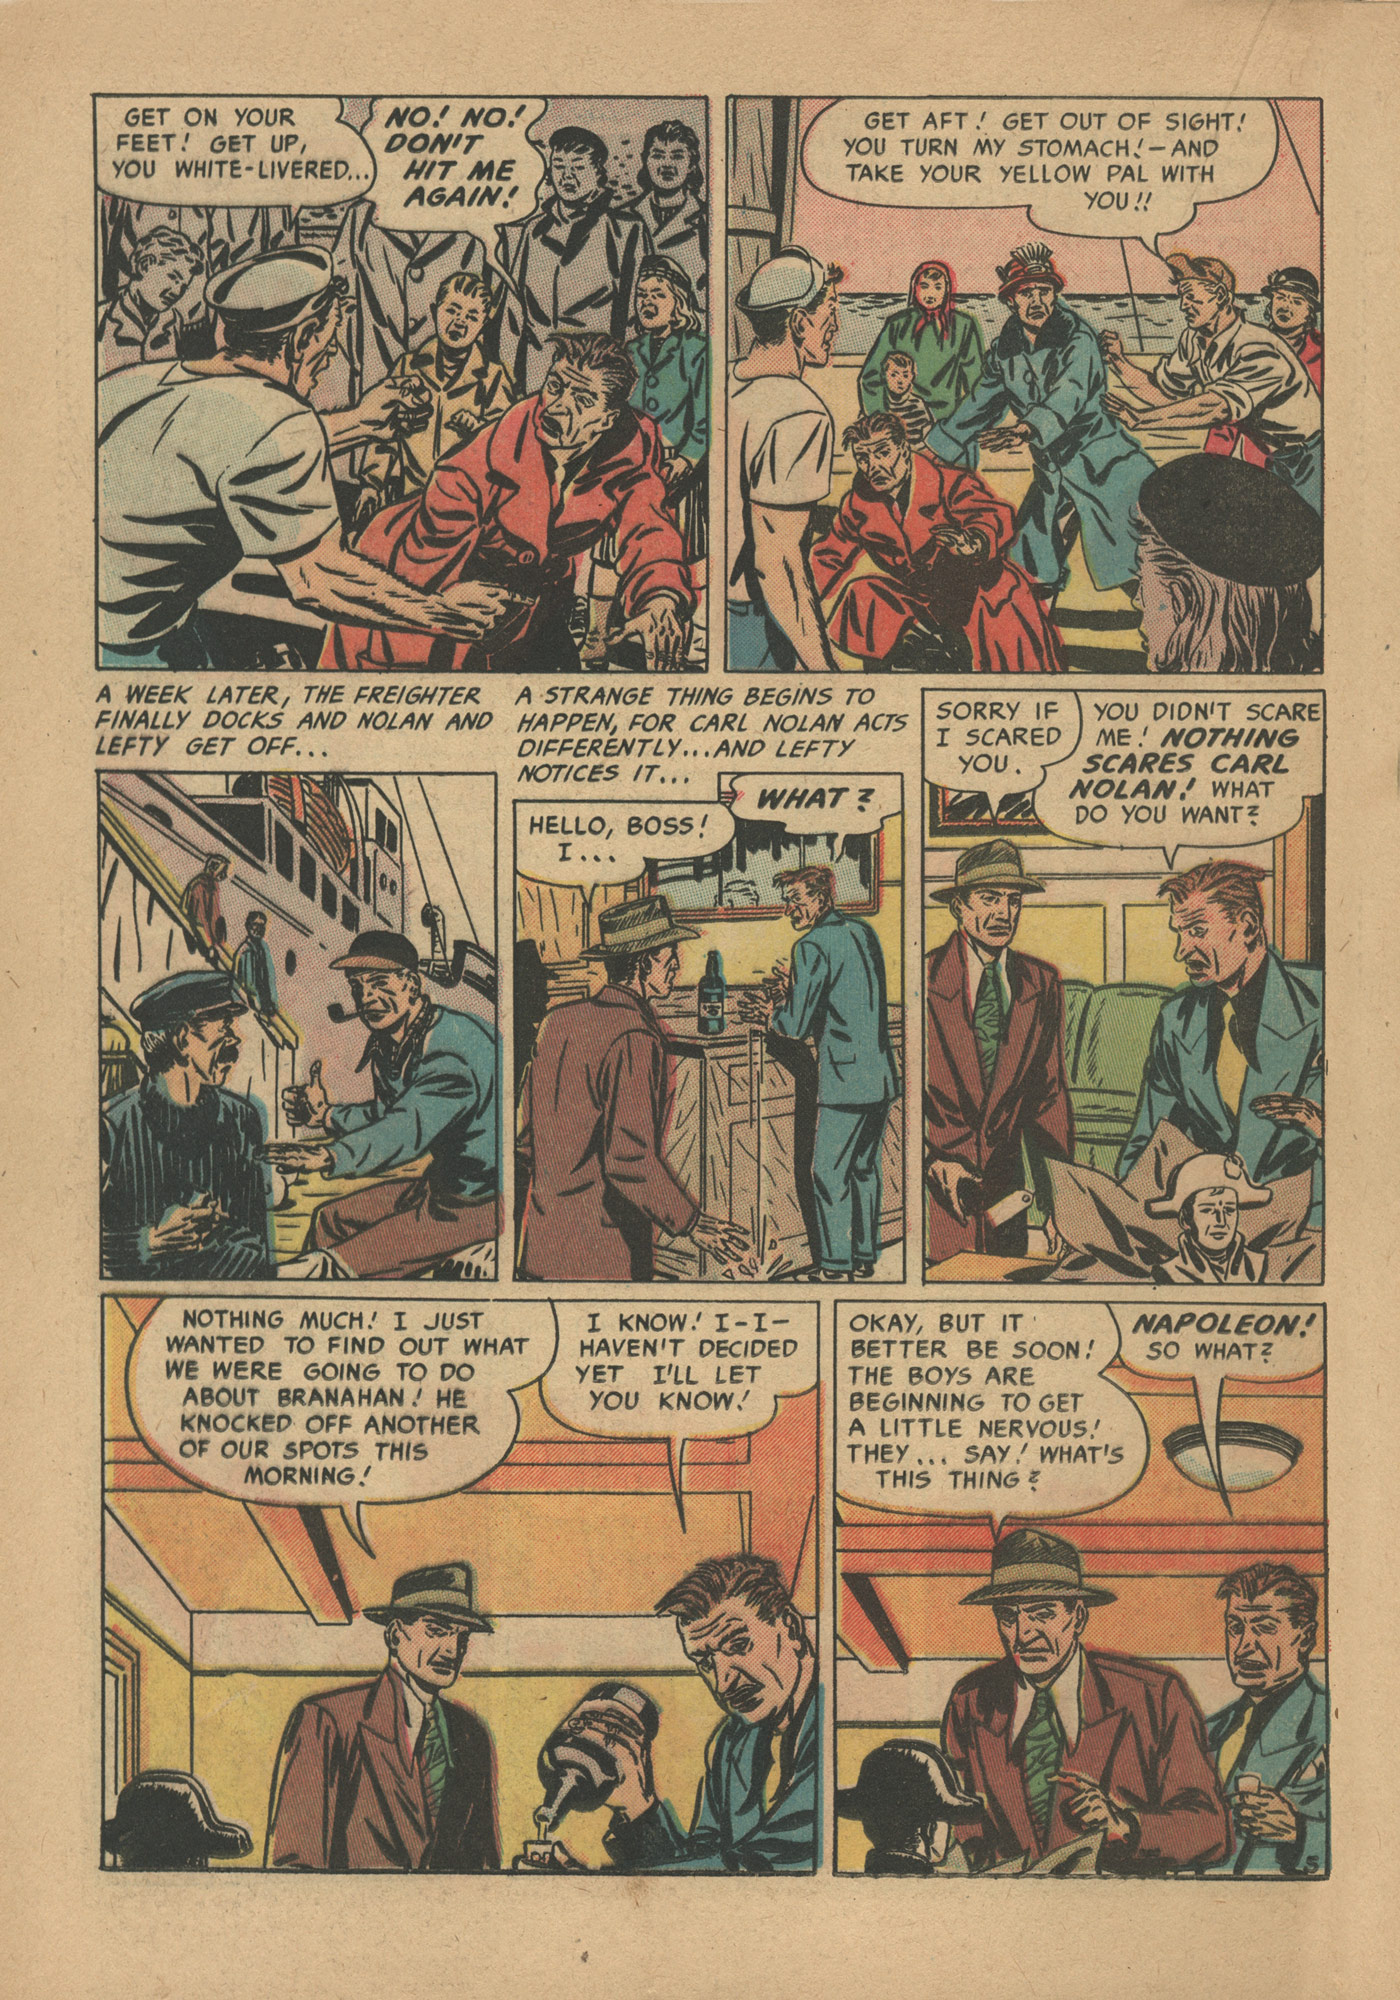 GET ON YOUR
FEET! GET UP,
YOU WHITE-LIVERED...
NO! NO!
DON'T
HIT ME
AGAIN!
GET AFT! GET OUT OF SIGHT!
YOU TURN MY STOMACH!-AND
TAKE YOUR YELLOW PAL WITH
YOU!!
A WEEK LATER, THE FREIGHTER
FINALLY DOCKS AND NOLAN AND
LEFTY GET OFF...
A STRANGE THING BEGINS TO
HAPPEN, FOR CARL NOLAN ACTS
DIFFERENTLY...AND LEFTY
NOTICES IT...
HELLO, BOSS!
I...
WHAT?
SORRY IF
I SCARED
YOU.
YOU DIDN'T SCARE
ME! NOTHING
SCARES CARL
NOLAN! WHAT
DO YOU WANT?
NOTHING MUCH! I JUST
WANTED TO FIND OUT WHAT
WE WERE GOING TO DO
ABOUT BRANAHAN! HE
KNOCKED OFF ANOTHER
OF OUR SPOTS THIS
MORNING!
I KNOW! I-I-
HAVEN'T DECIDED
YET I'LL LET
YOU KNOW!
OKAY, BUT IT
BETTER BE SOON!
THE BOYS ARE
BEGINNING TO GET
A LITTLE NERVOUS!
THEY... SAY! WHAT'S
THIS THING?
NAPOLEON!
SO WHAT?
5